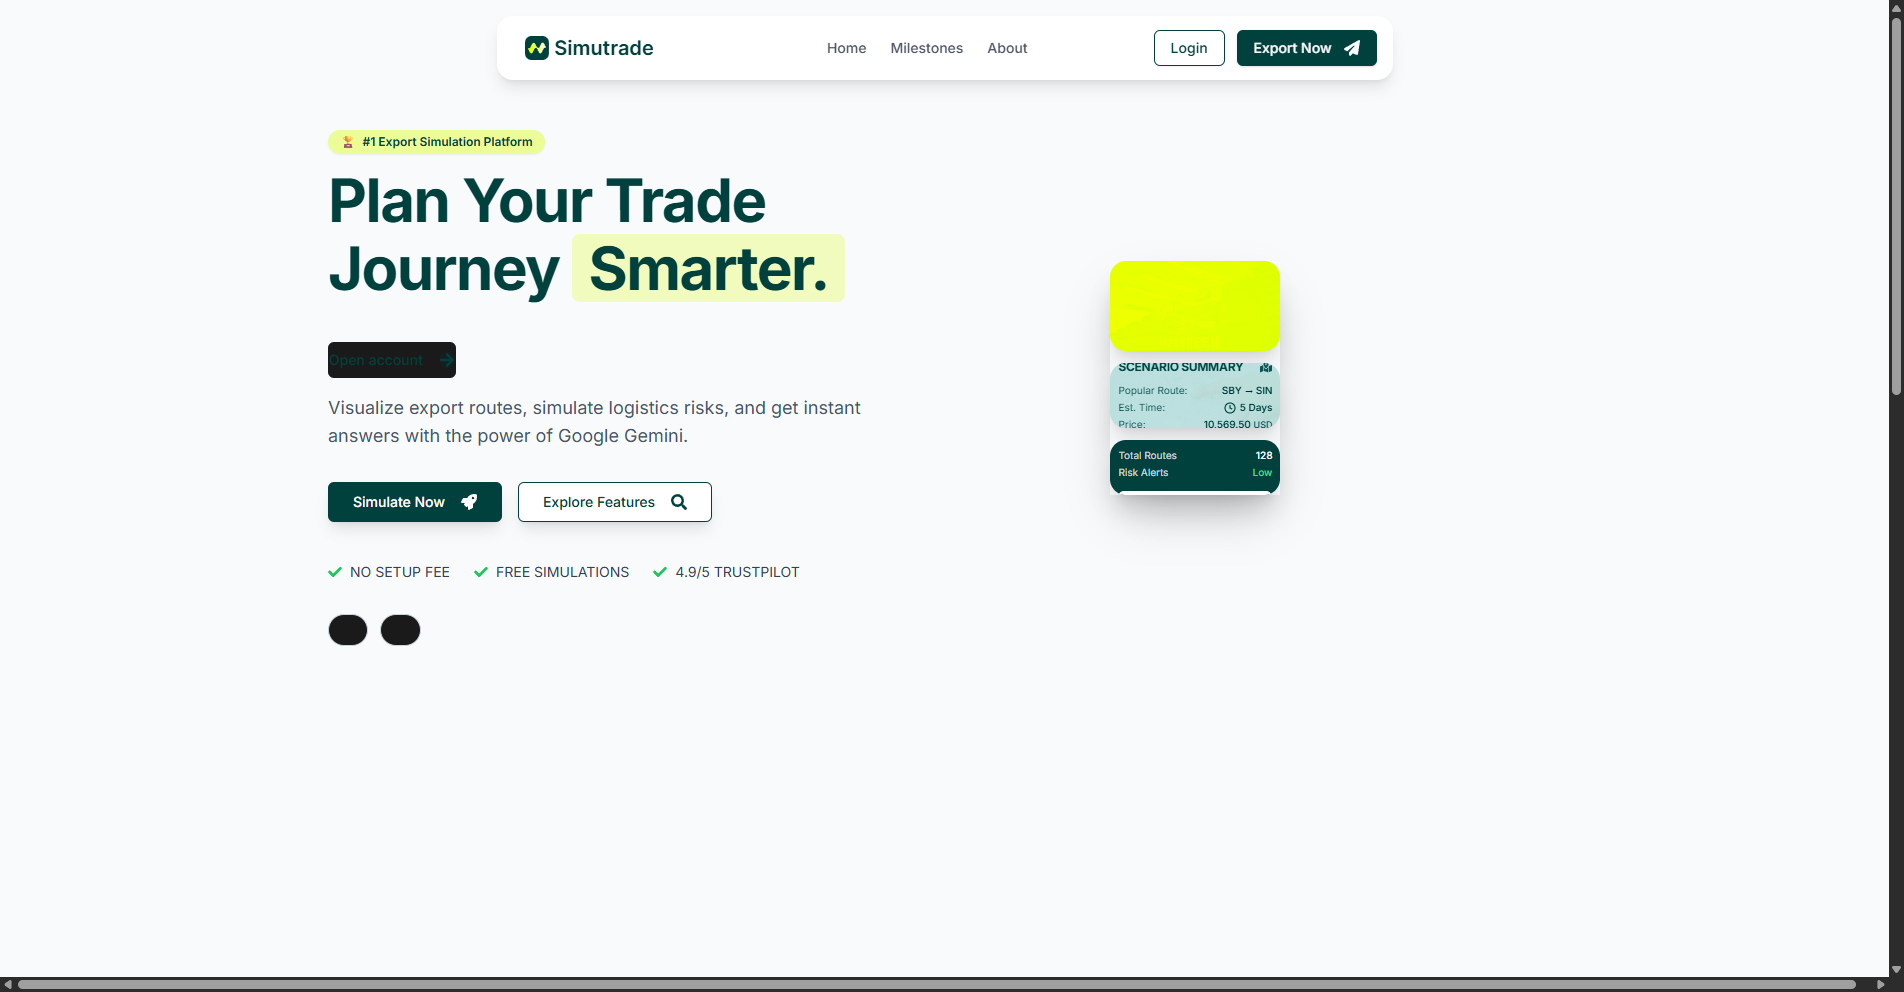 Simutrade
Home
Milestones
About
Login
Export Now
#1 Export Simulation Platform
Plan Your Trade
Journey Smarter.
Open account
Visualize export routes, simulate logistics risks, and get instant
answers with the power of Google Gemini.
Simulate Now
Explore Features
NO SETUP FEE
FREE SIMULATIONS
4.9/5 TRUSTPILOT
SCENARIO SUMMARY
Popular Route: SBY → SIN
Est. Time: 5 Days
Price: 10.569.50 USD
Total Routes 128
Risk Alerts Low